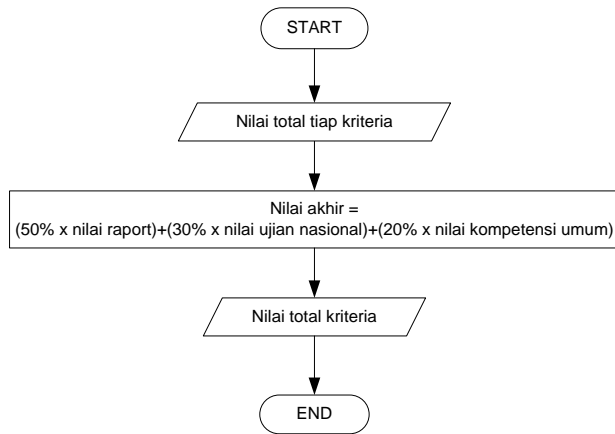 START
Nilai total tiap kriteria
Nilai akhir =
(50% x nilai raport)+(30% x nilai ujian nasional)+(20% x nilai kompetensi umum)
Nilai total kriteria
END